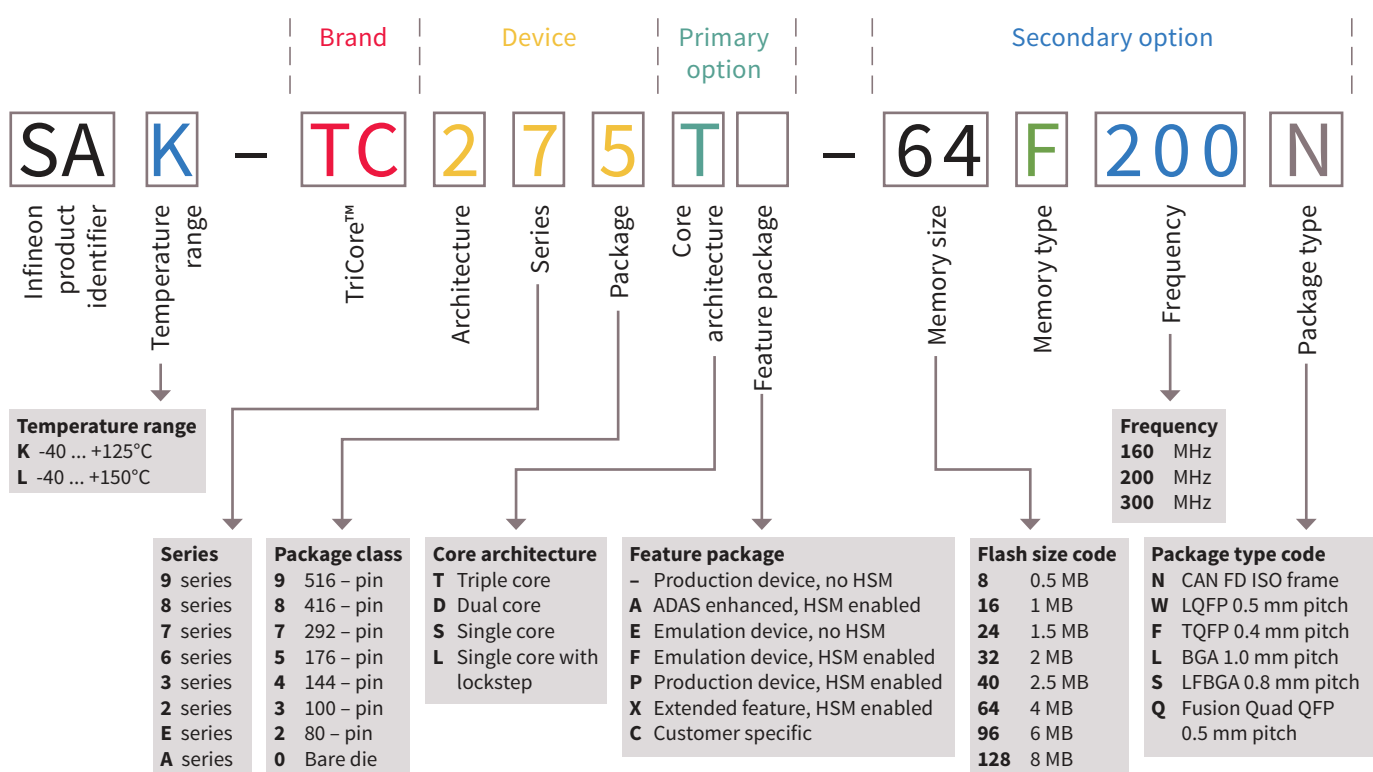 Brand
Device
Primary
option
Secondary option
SA K – TC 2 7 5 T – 64 F 200 N
Infineon
product
identifier
Temperature
range
TriCore™
Architecture
Series
Package
Core
architecture
Feature package
Memory size
Memory type
Frequency
Package type
Temperature range
K -40 ... +125°C
L -40 ... +150°C
Frequency
160 MHz
200 MHz
300 MHz
Series
9 series
8 series
7 series
6 series
3 series
2 series
E series
A series
Package class
9 516 – pin
8 416 – pin
7 292 – pin
5 176 – pin
4 144 – pin
3 100 – pin
2 80 – pin
0 Bare die
Core architecture
T Triple core
D Dual core
S Single core
L Single core with
lockstep
Feature package
– Production device, no HSM
A ADAS enhanced, HSM enabled
E Emulation device, no HSM
F Emulation device, HSM enabled
P Production device, HSM enabled
X Extended feature, HSM enabled
C Customer specific
Flash size code
8 0.5 MB
16 1 MB
24 1.5 MB
32 2 MB
40 2.5 MB
64 4 MB
96 6 MB
128 8 MB
Package type code
N CAN FD ISO frame
W LQFP 0.5 mm pitch
F TQFP 0.4 mm pitch
L BGA 1.0 mm pitch
S LFBGA 0.8 mm pitch
Q Fusion Quad QFP
0.5 mm pitch